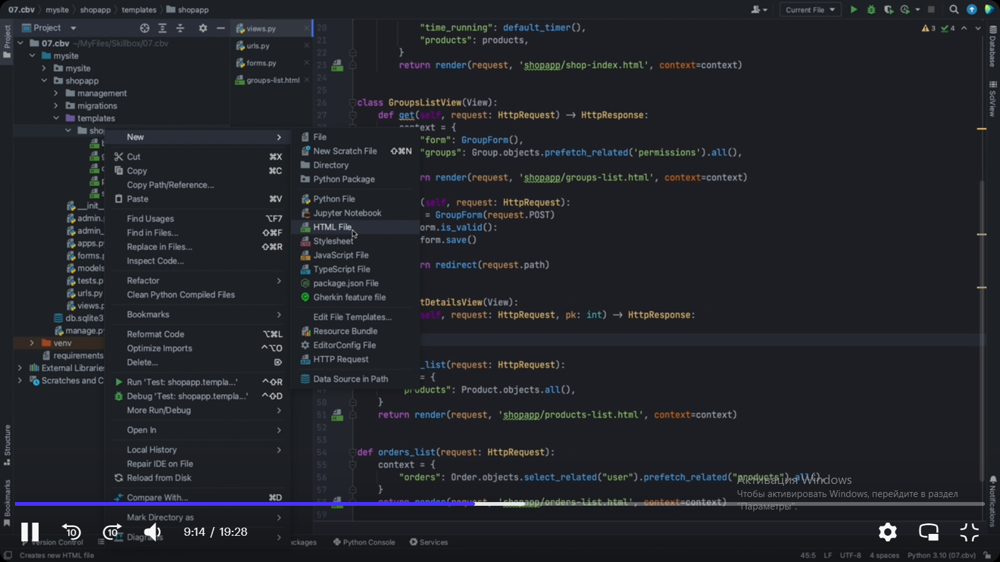 07.cbv mysite shopapp templates shopapp
Current File
Project
views.py
urls.py
forms.py
groups-list.html
07.cbv ~/MyFiles/Skillbox/07.cbv
mysite
mysite
shopapp
management
migrations
templates
admin.
apps.py
forms.
models
tests.p
urls.py
views.
db.sqlite3
manage.p
venv
requirements
External Librarie
Scratches and C
New
Cut ⌘X
Copy ⌘C
Copy Path/Reference...
Paste ⌘V
Find Usages ⌥F7
Find in Files... ⇧⌘F
Replace in Files... ⇧⌘R
Inspect Code...
Refactor
Clean Python Compiled Files
Bookmarks
Reformat Code ⌥⌘L
Optimize Imports ^⌥O
Delete... ⌦
Run 'Test: shopapp.templa...' ^⇧R
Debug 'Test: shopapp.templa...' ^⇧D
More Run/Debug
Open In
Local History
Repair IDE on File
Reload from Disk
Compare With... ⌘D
Mark Directory as
Diagrams
File
New Scratch File ⇧⌘N
Directory
Python Package
Python File
Jupyter Notebook
HTML File
Stylesheet
JavaScript File
TypeScript File
package.json File
Gherkin feature file
Edit File Templates...
Resource Bundle
EditorConfig File
HTTP Request
Data Source in Path
20 "time_running": default_timer(),
21 "products": products,
22 }
23 return render(request, 'shopapp/shop-index.html', context=context)
24
25
26 class GroupsListView(View):
27 def get(self, request: HttpRequest) → HttpResponse:
context = {
"form": GroupForm(),
"groups": Group.objects.prefetch_related('permissions').all(),
rn render(request, 'shopapp/groups-list.html', context=context)
(self, request: HttpRequest):
= GroupForm(request.POST)
orm.is_valid():
form.save()
rn redirect(request.path)
tDetailsView(View):
self, request: HttpRequest, pk: int) → HttpResponse:
_list(request: HttpRequest):
= {
49 "products": Product.objects.all(),
50 }
51 return render(request, 'shopapp/products-list.html', context=context)
52
53
54 def orders_list(request: HttpRequest):
55 context = {
56 "orders": Order.objects.select_related("user").prefetch_related("products").all(),
57 }
58 return render(request, 'shopapp/orders-list.html', context=context)
59
3 4
Database
SciView
Notifications
Project
Structure
Bookmarks
Активация Windows
Чтобы активировать Windows, перейдите в раздел
"Параметры".
10 10 9:14 / 19:28
Version Control
ckages
Python Console
Services
Creates new HTML file
45:5 LF UTF-8 4 spaces Python 3.10 (07.cbv)